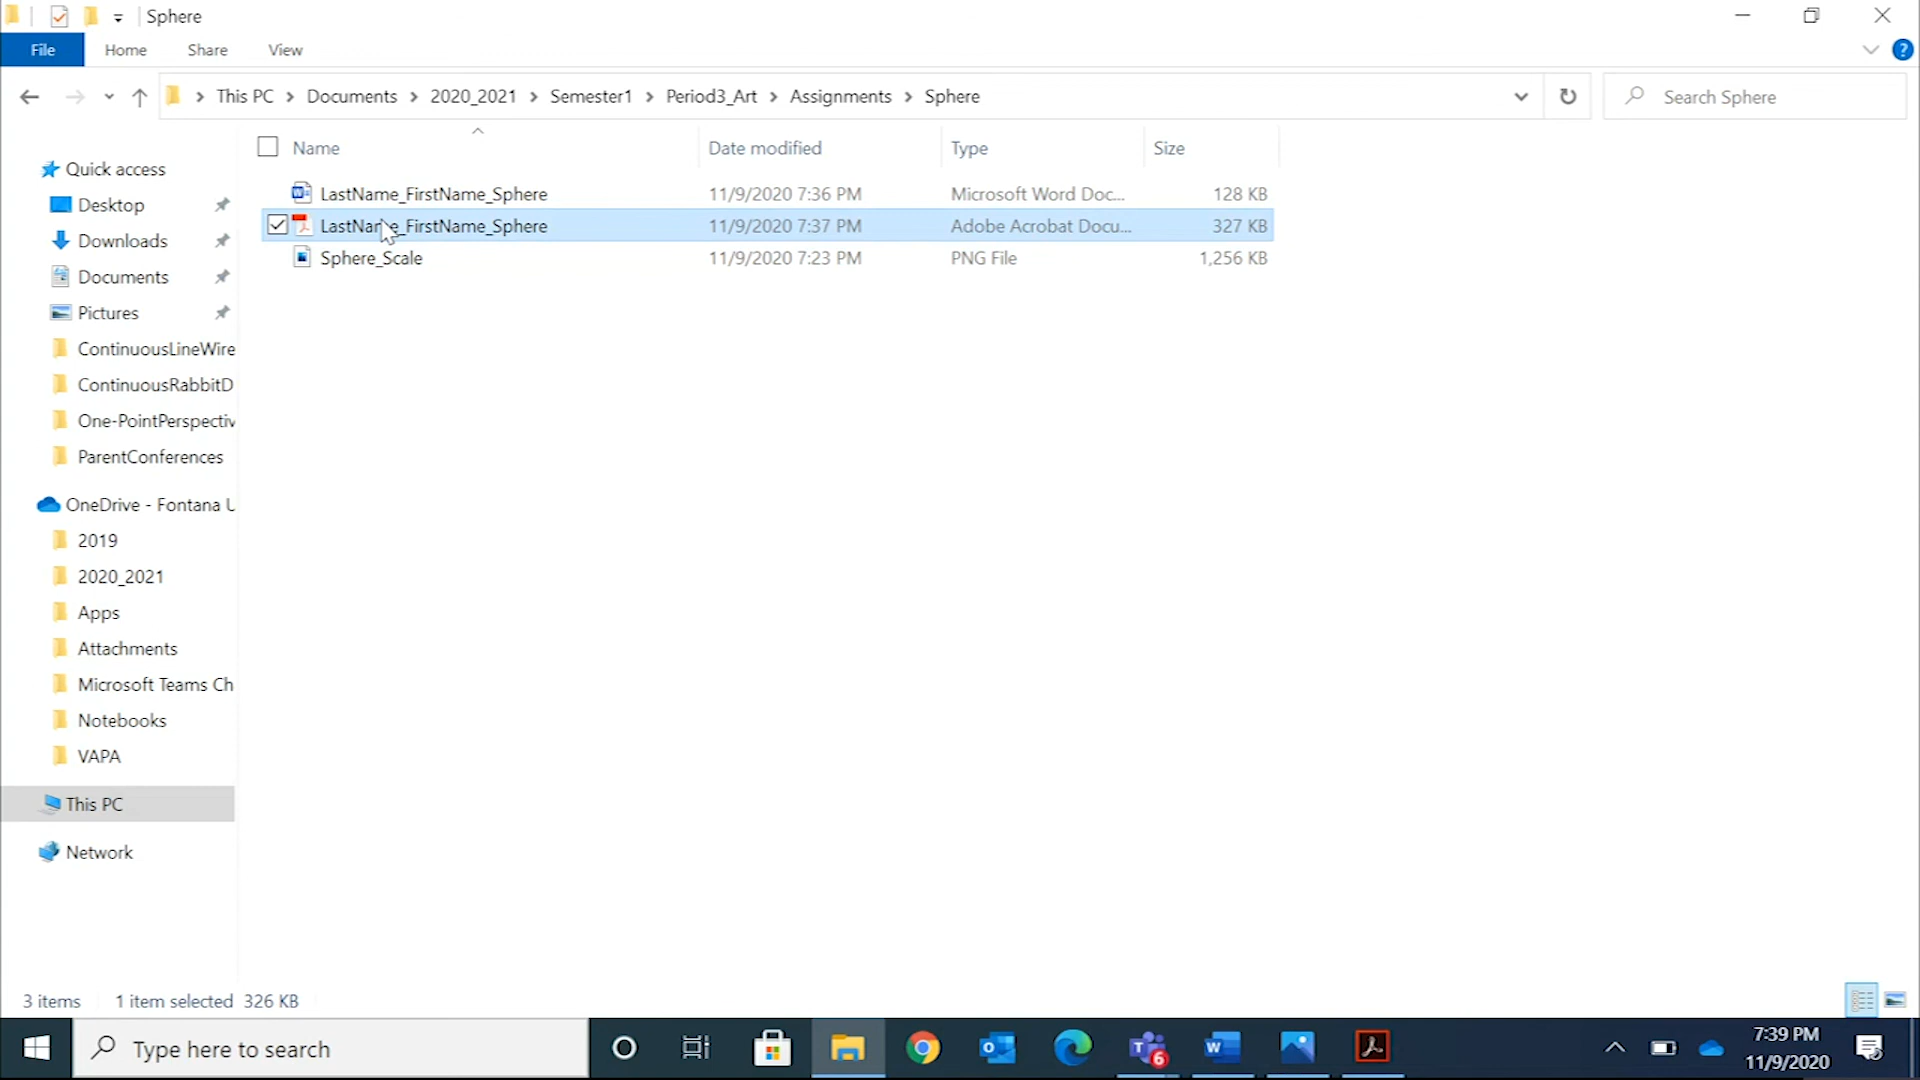 Sphere
File Home Share View
?
This PC Documents 2020_2021 Semester1 Period3_Art Assignments Sphere
Search Sphere
Name Date modified Type Size
LastName_FirstName_Sphere 11/9/2020 7:36 PM Microsoft Word Doc... 128 KB
LastName_FirstName_Sphere 11/9/2020 7:37 PM Adobe Acrobat Docu... 327 KB
Sphere_Scale 11/9/2020 7:23 PM PNG File 1,256 KB
Quick access
Desktop
Downloads
Documents
Pictures
ContinuousLineWire
ContinuousRabbitD
One-PointPerspectiv
ParentConferences
OneDrive - Fontana U
2019
2020_2021
Apps
Attachments
Microsoft Teams Ch
Notebooks
VAPA
This PC
Network
3 items 1 item selected 326 KB
Type here to search
6
7:39 PM
11/9/2020